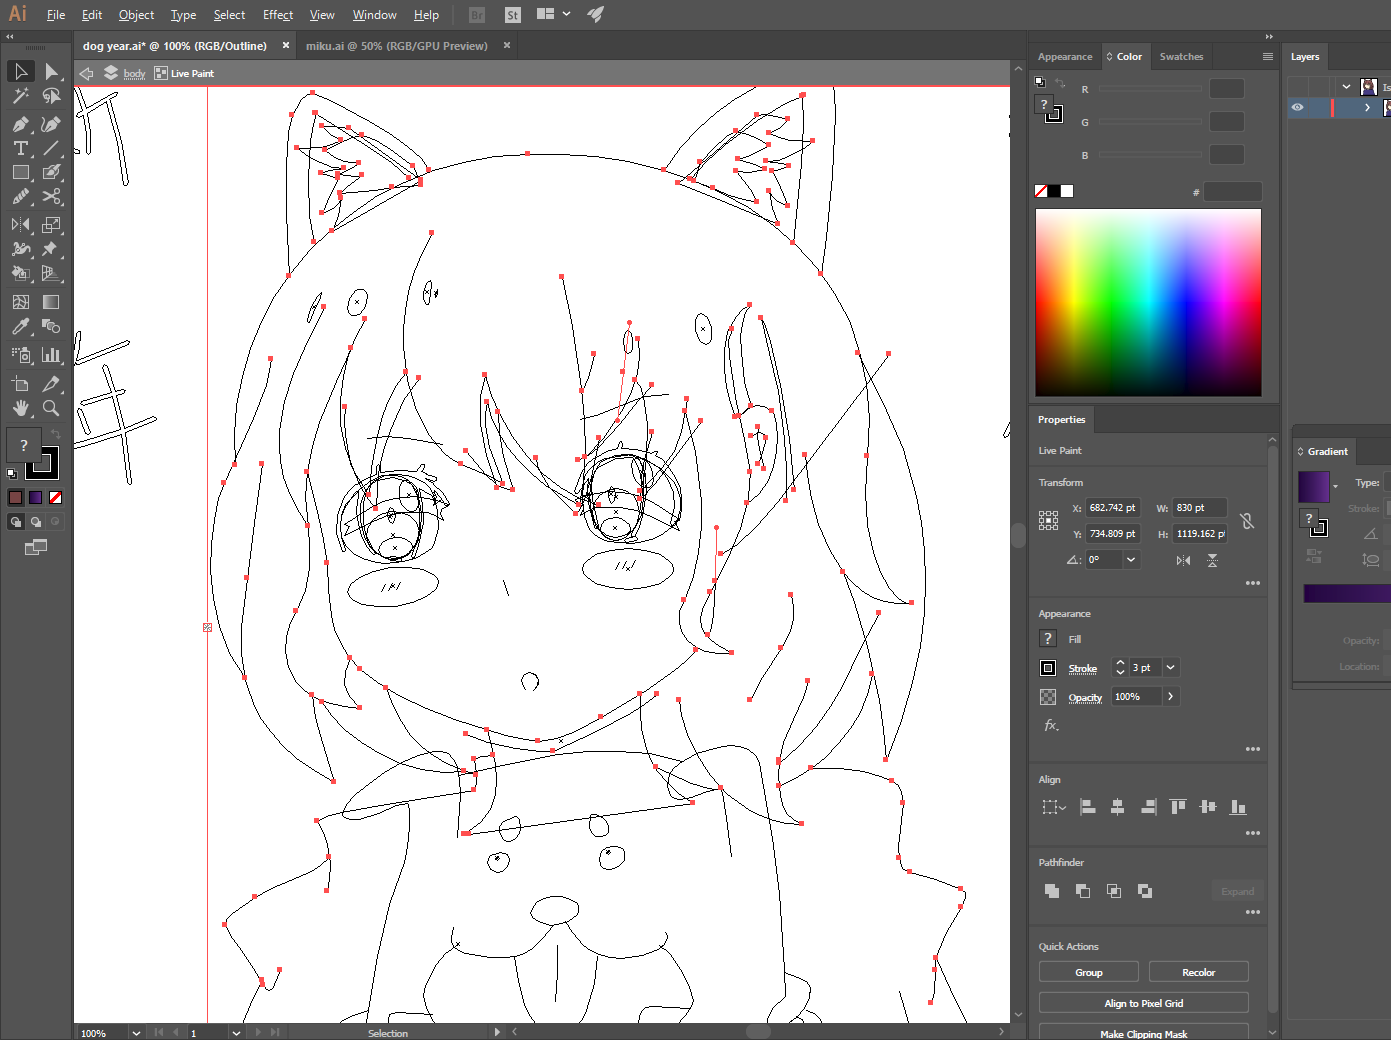 Ai File Edit Object Type Select Effect View Window Help Br St
dog year.ai* @ 100% (RGB/Outline) × miku.ai @ 50% (RGB/GPU Preview) ×
body Live Paint
Appearance Color Swatches
Layers
R
G
B
#
?
Properties
Live Paint
Transform
X: 682.742 pt W: 830 pt
Y: 734.809 pt H: 1119.162 pt
0°
Appearance
? Fill
Stroke 3 pt
Opacity 100%
fx.
Align
Pathfinder
Expand
Quick Actions
Group Recolor
Align to Pixel Grid
Make Clipping Mask
Gradient
Type:
Stroke:
?
Opacity:
Location:
?
100% 1 Selection